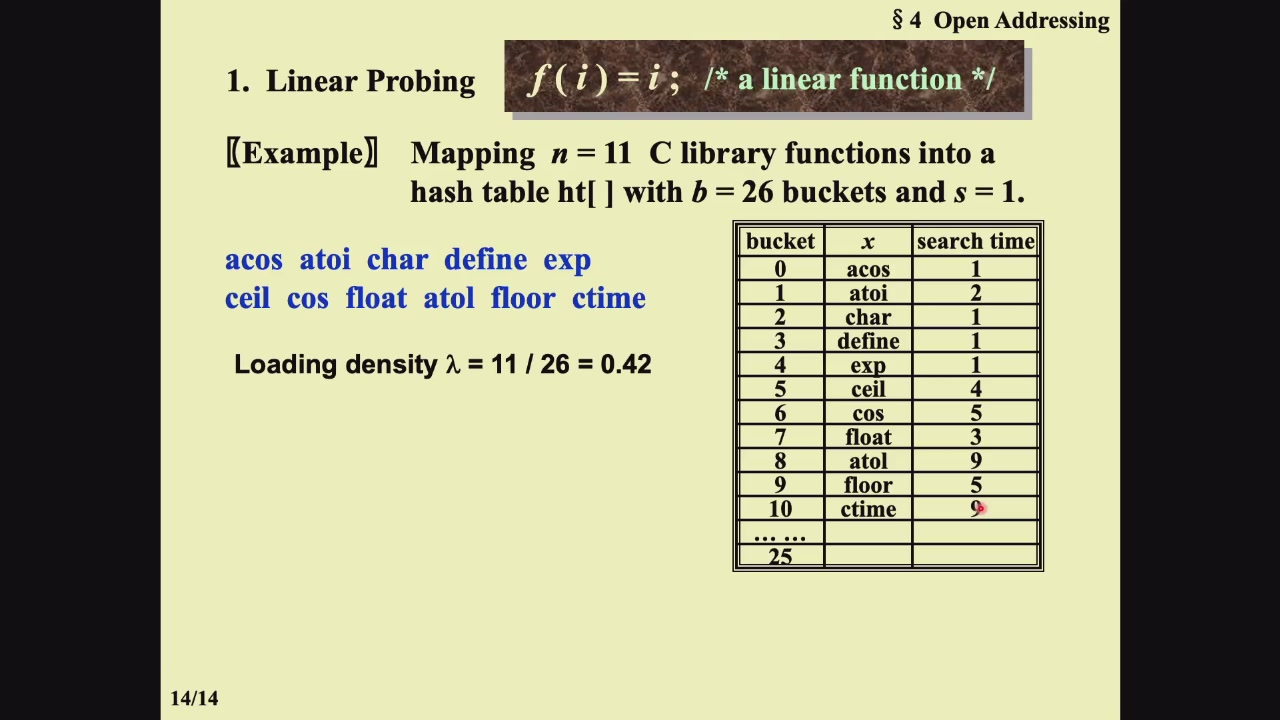 § 4 Open Addressing
1. Linear Probing
f ( i ) = i ; /* a linear function */
〖Example〗 Mapping n = 11 C library functions into a
hash table ht[ ] with b = 26 buckets and s = 1.
acos atoi char define exp
ceil cos float atol floor ctime
Loading density λ = 11 / 26 = 0.42
bucket x search time
0 acos 1
1 atoi 2
2 char 1
3 define 1
4 exp 1
5 ceil 4
6 cos 5
7 float 3
8 atol 9
9 floor 5
10 ctime 9
... ...
25
14/14